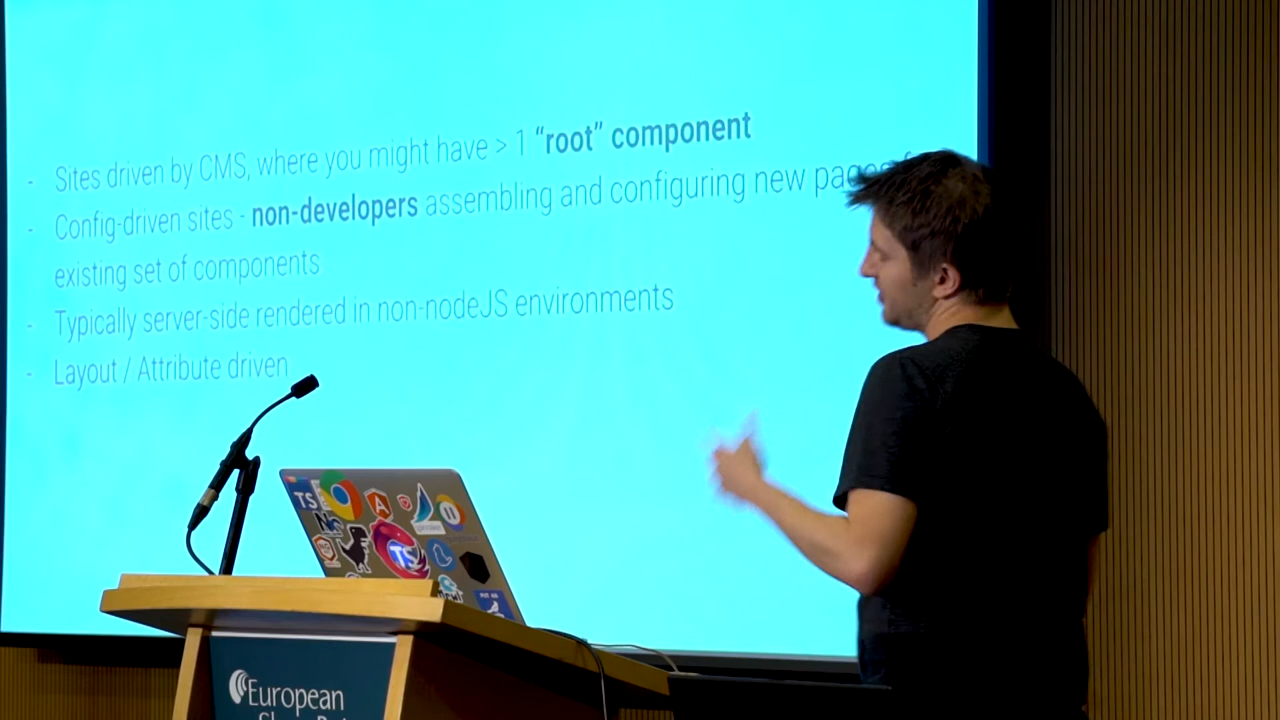 - Sites driven by CMS, where you might have > 1 “root” component
- Config-driven sites - non-developers assembling and configuring new pages
existing set of components
- Typically server-side rendered in non-nodeJS environments
- Layout / Attribute driven
TS
TS
European